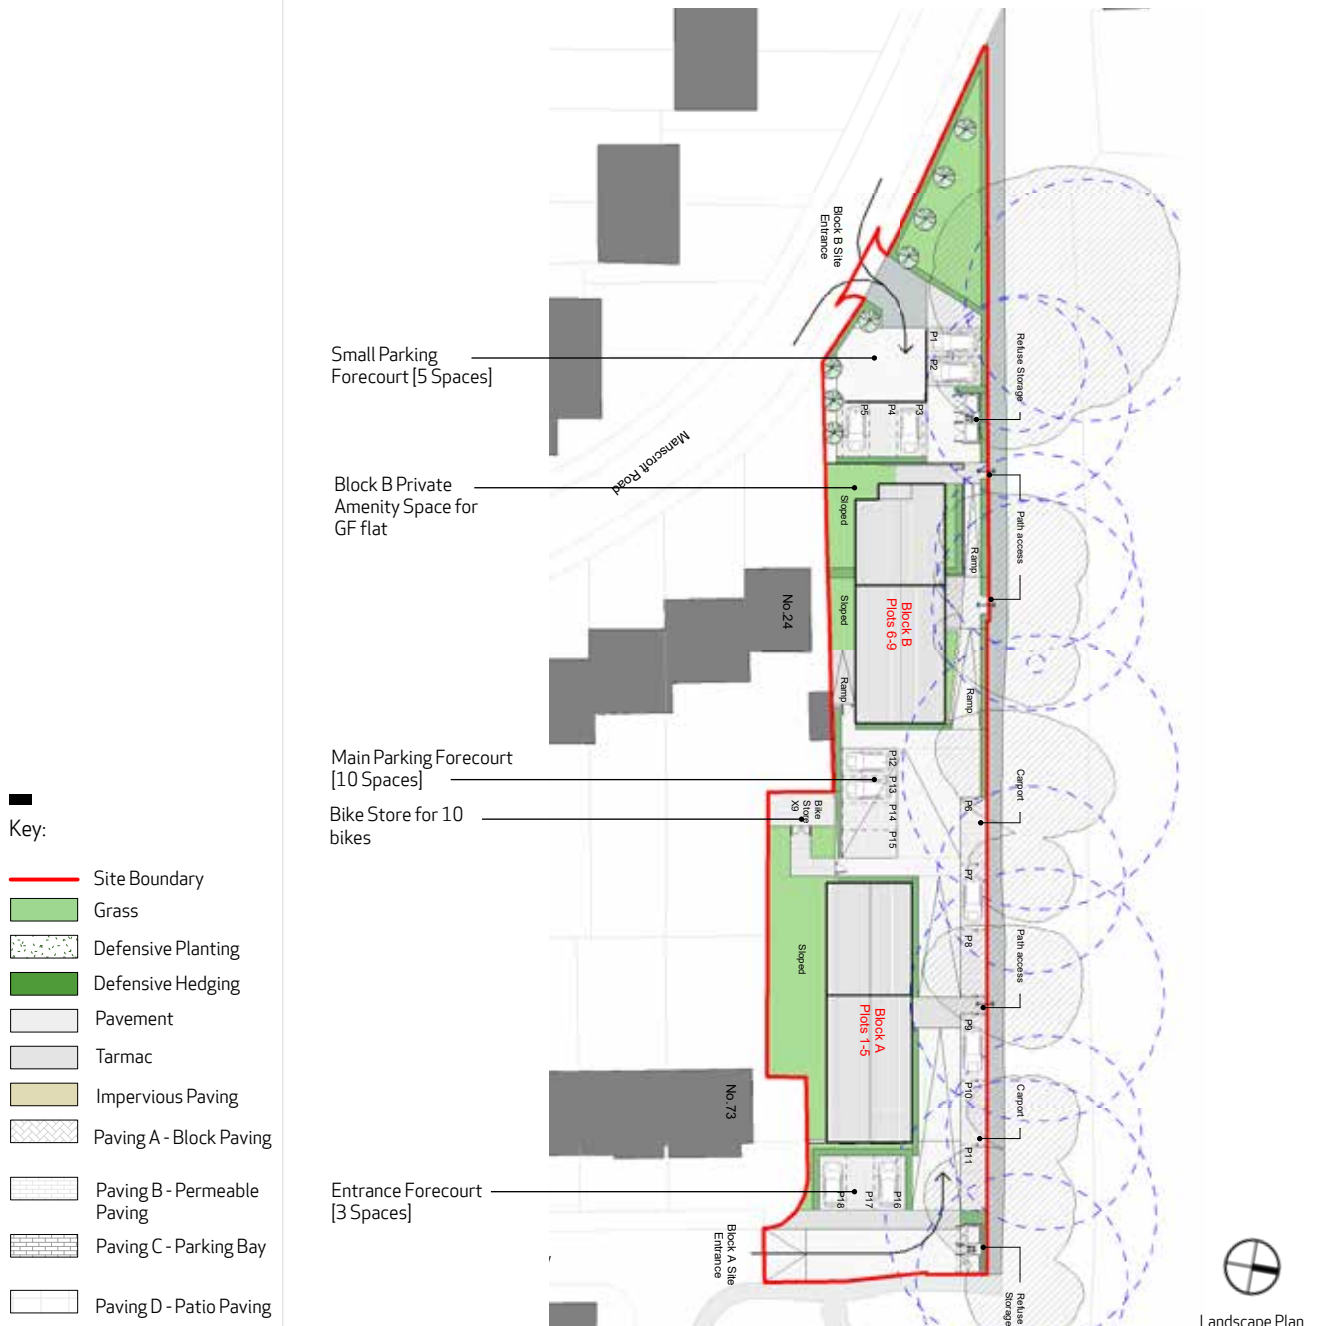 Block B Site
Entrance
Small Parking
Forecourt [5 Spaces]
P1
P2
Refuse Storage
P5
P4
P3
Manscroft Road
Block B Private
Amenity Space for
GF flat
Sloped
Path access
Ramp
No.24
Sloped
Block B
Plots 6-9
Ramp
Ramp
Main Parking Forecourt
[10 Spaces]
P12
P13
P14
P15
Carport
P6
Bike Store for 10
bikes
Bike
Store
X9
P7
P8
Sloped
Path access
Block A
Plots 1-5
P9
No.73
P10
Carport
P11
Entrance Forecourt
[3 Spaces]
P18
P17
P16
Block A Site
Entrance
Refuse
Storage
Key:
Site Boundary
Grass
Defensive Planting
Defensive Hedging
Pavement
Tarmac
Impervious Paving
Paving A - Block Paving
Paving B - Permeable
Paving
Paving C - Parking Bay
Paving D - Patio Paving
Landscape Plan